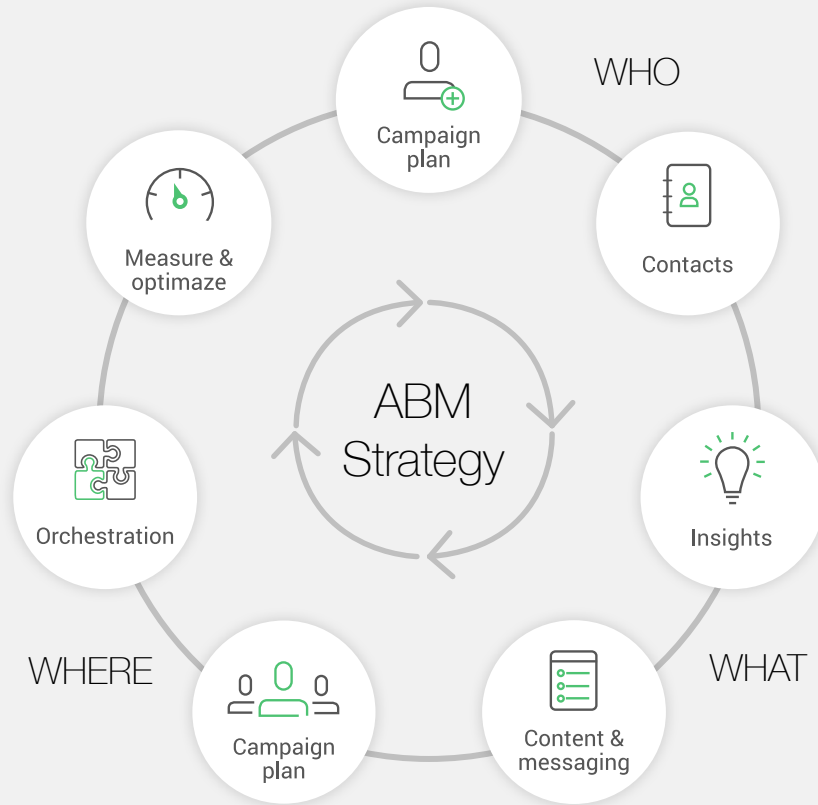 WHO
Campaign
plan
Contacts
Measure &
optimaze
ABM
Strategy
Orchestration
Insights
WHERE
WHAT
Campaign
plan
Content &
messaging